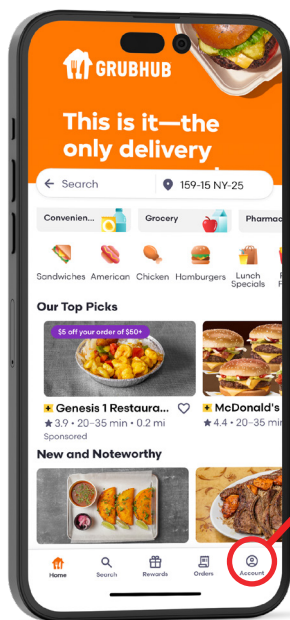 GRUBHUB
This is it—the
only delivery
Search
159-15 NY-25
Convenien...
Grocery
Pharmac
Sandwiches
American
Chicken
Hamburgers
Lunch
Specials
Our Top Picks
$5 off your order of $50+
Genesis 1 Restaura...
McDonald's
★ 3.9 • 20–35 min • 0.2 mi
★ 4.4 • 20–35 min
Sponsored
New and Noteworthy
Home
Search
Rewards
Orders
Account